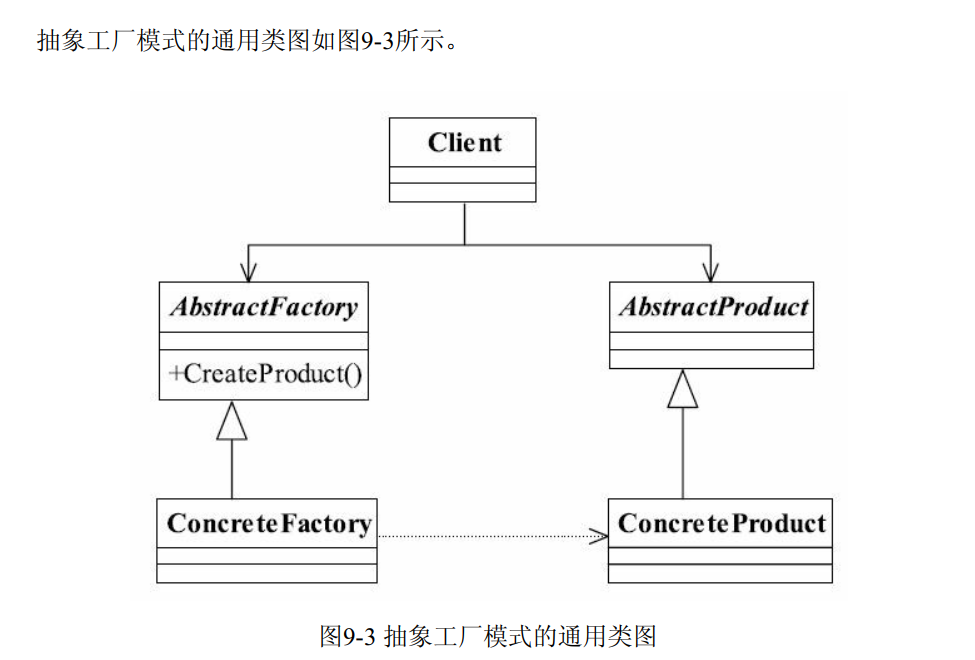 抽象工厂模式的通用类图如图9-3所示。
Client
AbstractFactory
AbstractProduct
+CreateProduct()
ConcreteFactory
ConcreteProduct
图9-3 抽象工厂模式的通用类图